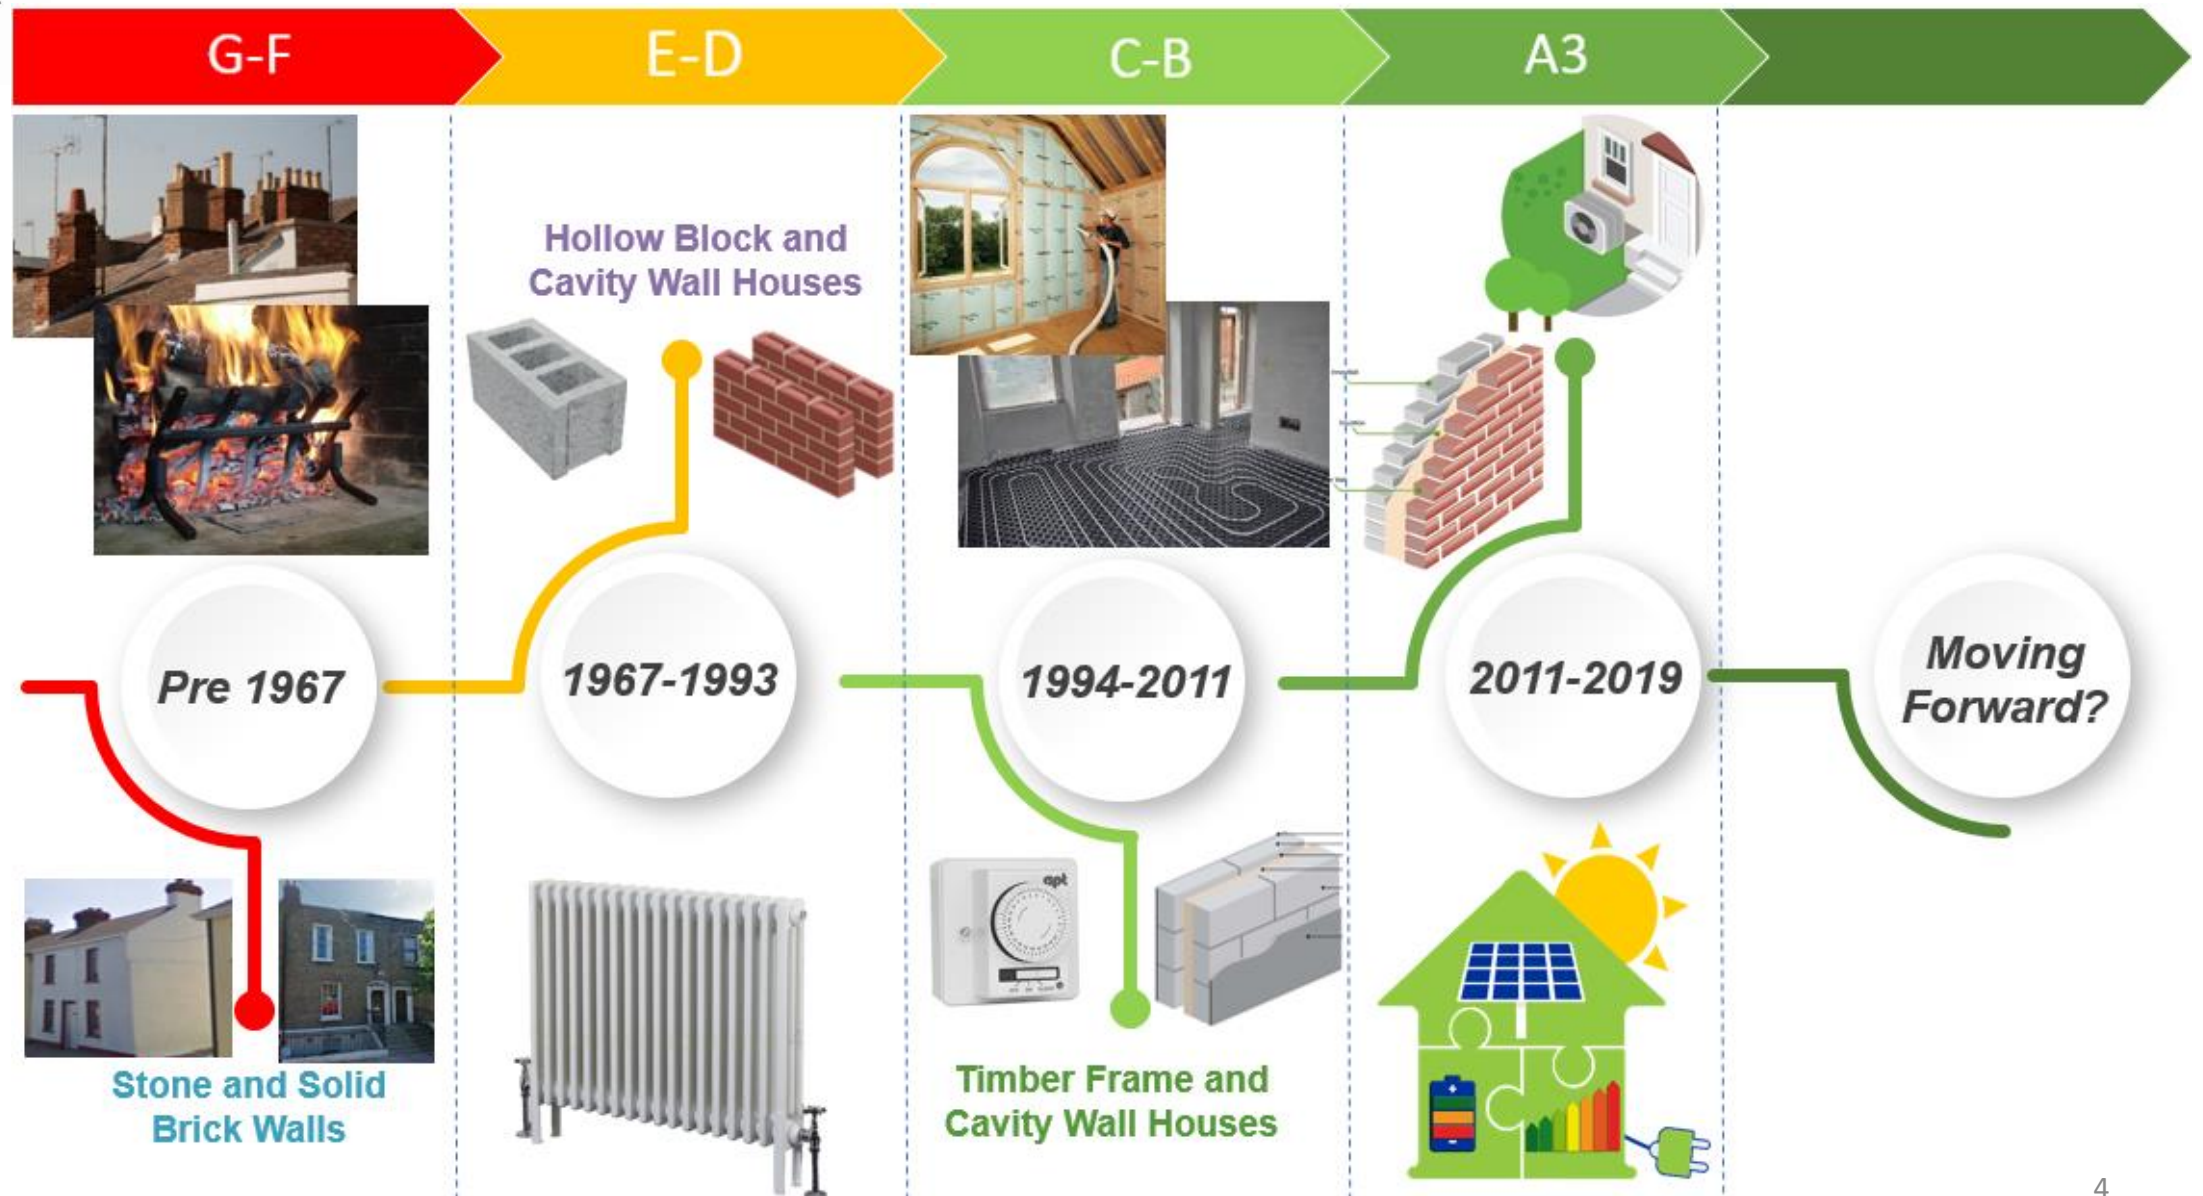 G-F
E-D
C-B
A3
Hollow Block and
Cavity Wall Houses
Pre 1967
1967-1993
1994-2011
2011-2019
Moving
Forward?
apt
Stone and Solid
Brick Walls
Timber Frame and
Cavity Wall Houses
4